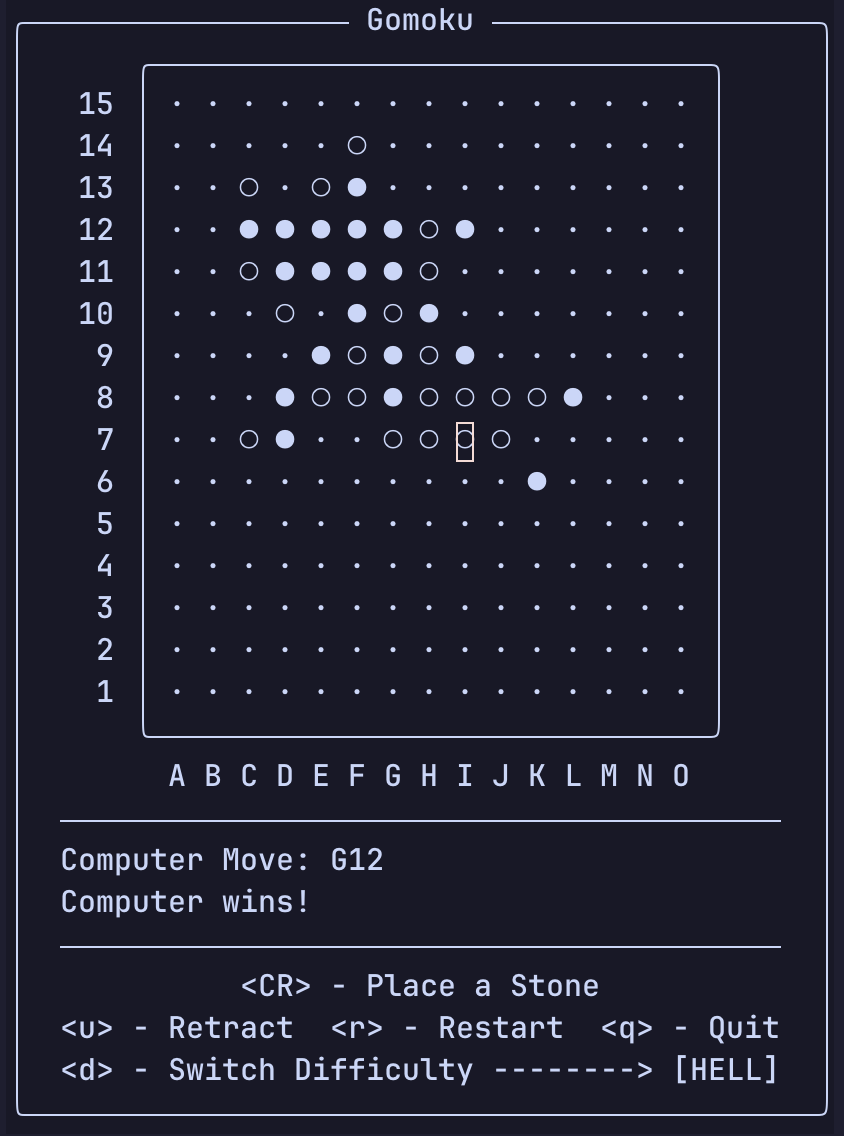 Gomoku
15
14
13
12
11
10
9
8
7
6
5
4
3
2
1
A B C D E F G H I J K L M N O
Computer Move: G12
Computer wins!
<CR> - Place a Stone
<u> - Retract <r> - Restart <q> - Quit
<d> - Switch Difficulty --------> [HELL]